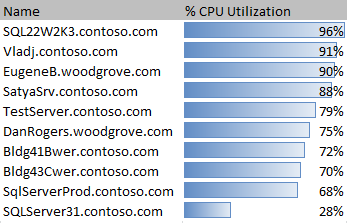 Name % CPU Utilization
SQL22W2K3.contoso.com 96%
Vladj.contoso.com 91%
EugeneB.woodgrove.com 90%
SatyaSrv.contoso.com 88%
TestServer.contoso.com 79%
DanRogers.woodgrove.com 75%
Bldg41Bwer.contoso.com 72%
Bldg43Cwer.contoso.com 70%
SqlServerProd.contoso.com 68%
SQLServer31.contoso.com 28%